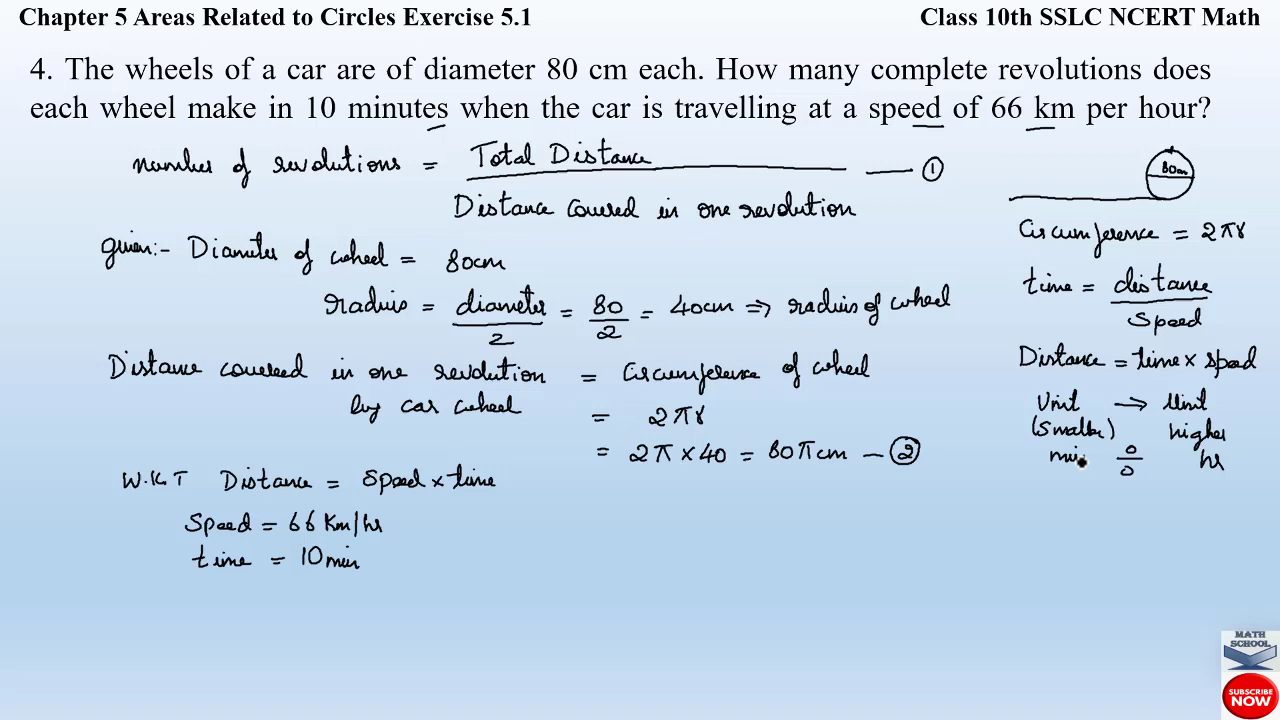 Chapter 5 Areas Related to Circles Exercise 5.1
Class 10th SSLC NCERT Math
4. The wheels of a car are of diameter 80 cm each. How many complete revolutions does
each wheel make in 10 minutes when the car is travelling at a speed of 66 km per hour?
number of revolutions = Total Distance / Distance covered in one revolution — ①
given:- Diameter of wheel = 80cm
radius = diameter/2 = 80/2 = 40cm ⇒ radius of wheel
Distance covered in one revolution = Circumference of wheel
by car wheel
= 2πr
= 2π × 40 = 80π cm — ②
W.K.T Distance = Speed × time
Speed = 66 Km/hr
time = 10 min
80cm
Circumference = 2πr
time = distance / Speed
Distance = time × speed
Unit → Unit
(smaller) higher
min 0/0 hr
MATH
SCHOOL
SUBSCRIBE
NOW